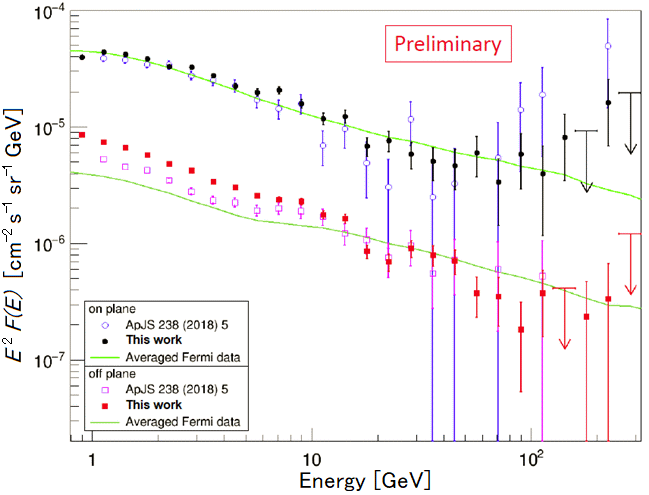 10⁻⁴
Preliminary
10⁻⁵
10⁻⁶
10⁻⁷
E² F(E) [cm⁻² s⁻¹ sr⁻¹ GeV]
on plane
ApJS 238 (2018) 5
This work
Averaged Fermi data
off plane
ApJS 238 (2018) 5
This work
Averaged Fermi data
1 10 10²
Energy [GeV]